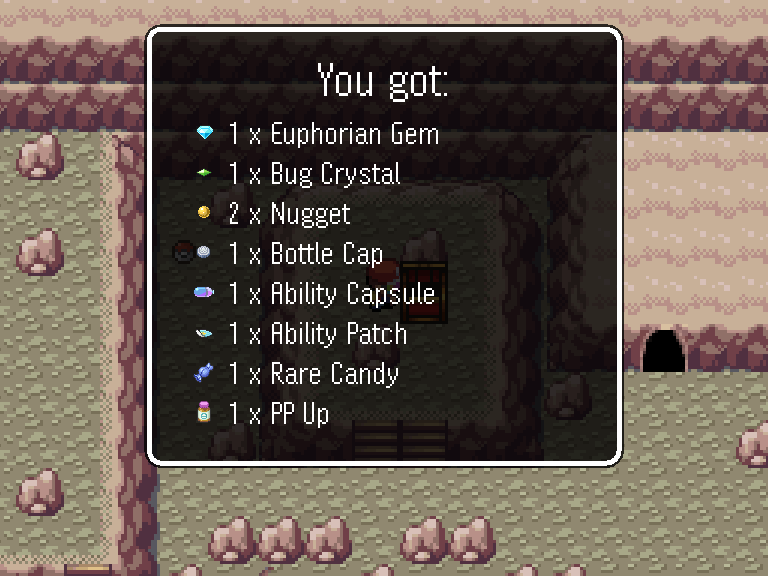 You got:
1 x Euphorian Gem
1 x Bug Crystal
2 x Nugget
1 x Bottle Cap
1 x Ability Capsule
1 x Ability Patch
1 x Rare Candy
1 x PP Up